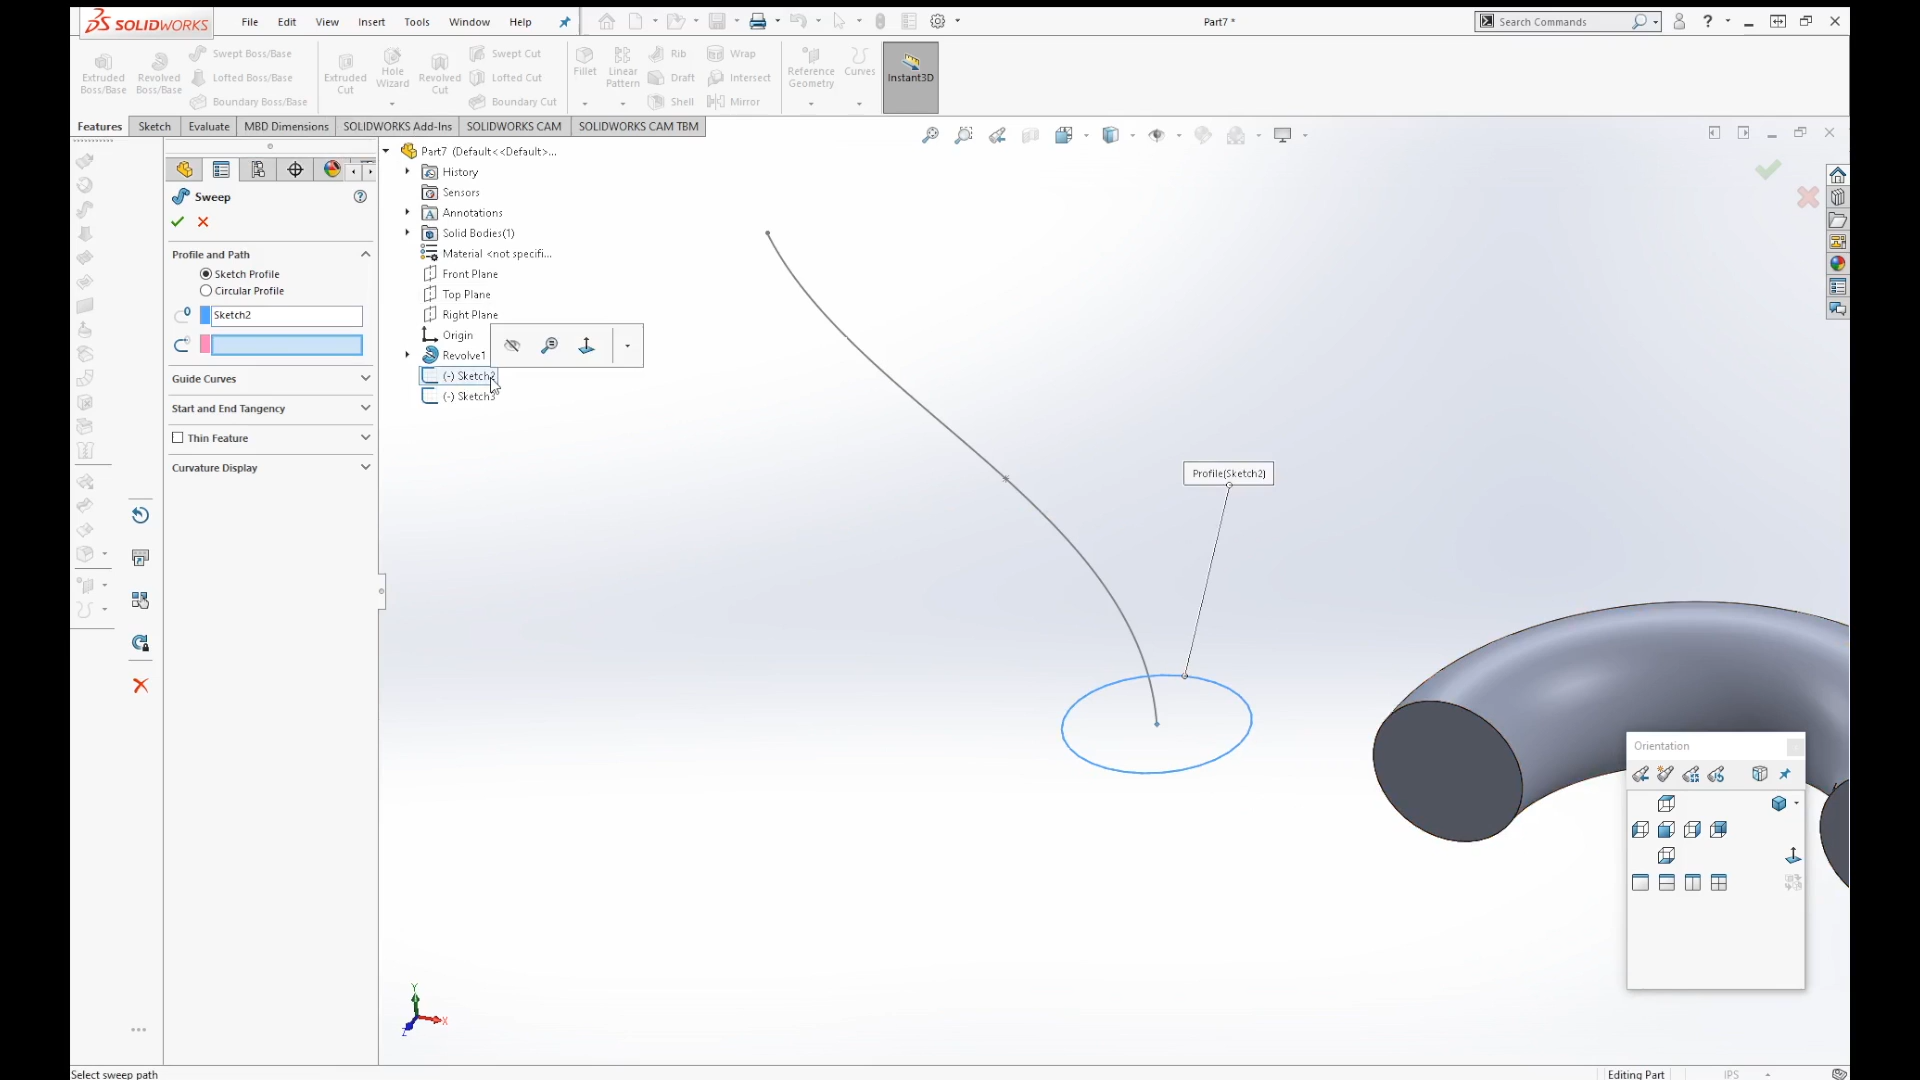 SOLIDWORKS
File Edit View Insert Tools Window Help
Part7 *
Search Commands
Extruded Boss/Base
Revolved Boss/Base
Swept Boss/Base
Lofted Boss/Base
Boundary Boss/Base
Extruded Cut
Hole Wizard
Revolved Cut
Swept Cut
Lofted Cut
Boundary Cut
Fillet
Linear Pattern
Rib
Draft
Shell
Wrap
Intersect
Mirror
Reference Geometry
Curves
Instant3D
Features Sketch Evaluate MBD Dimensions SOLIDWORKS Add-Ins SOLIDWORKS CAM SOLIDWORKS CAM TBM
Sweep
Profile and Path
Sketch Profile
Circular Profile
Sketch2
Guide Curves
Start and End Tangency
Thin Feature
Curvature Display
Part7 (Default<<Default>...
History
Sensors
Annotations
Solid Bodies(1)
Material <not specifi...
Front Plane
Top Plane
Right Plane
Origin
Revolve1
(-) Sketch2
(-) Sketch3
Profile(Sketch2)
Orientation
Y
X
Z
Select sweep path
Editing Part
IPS